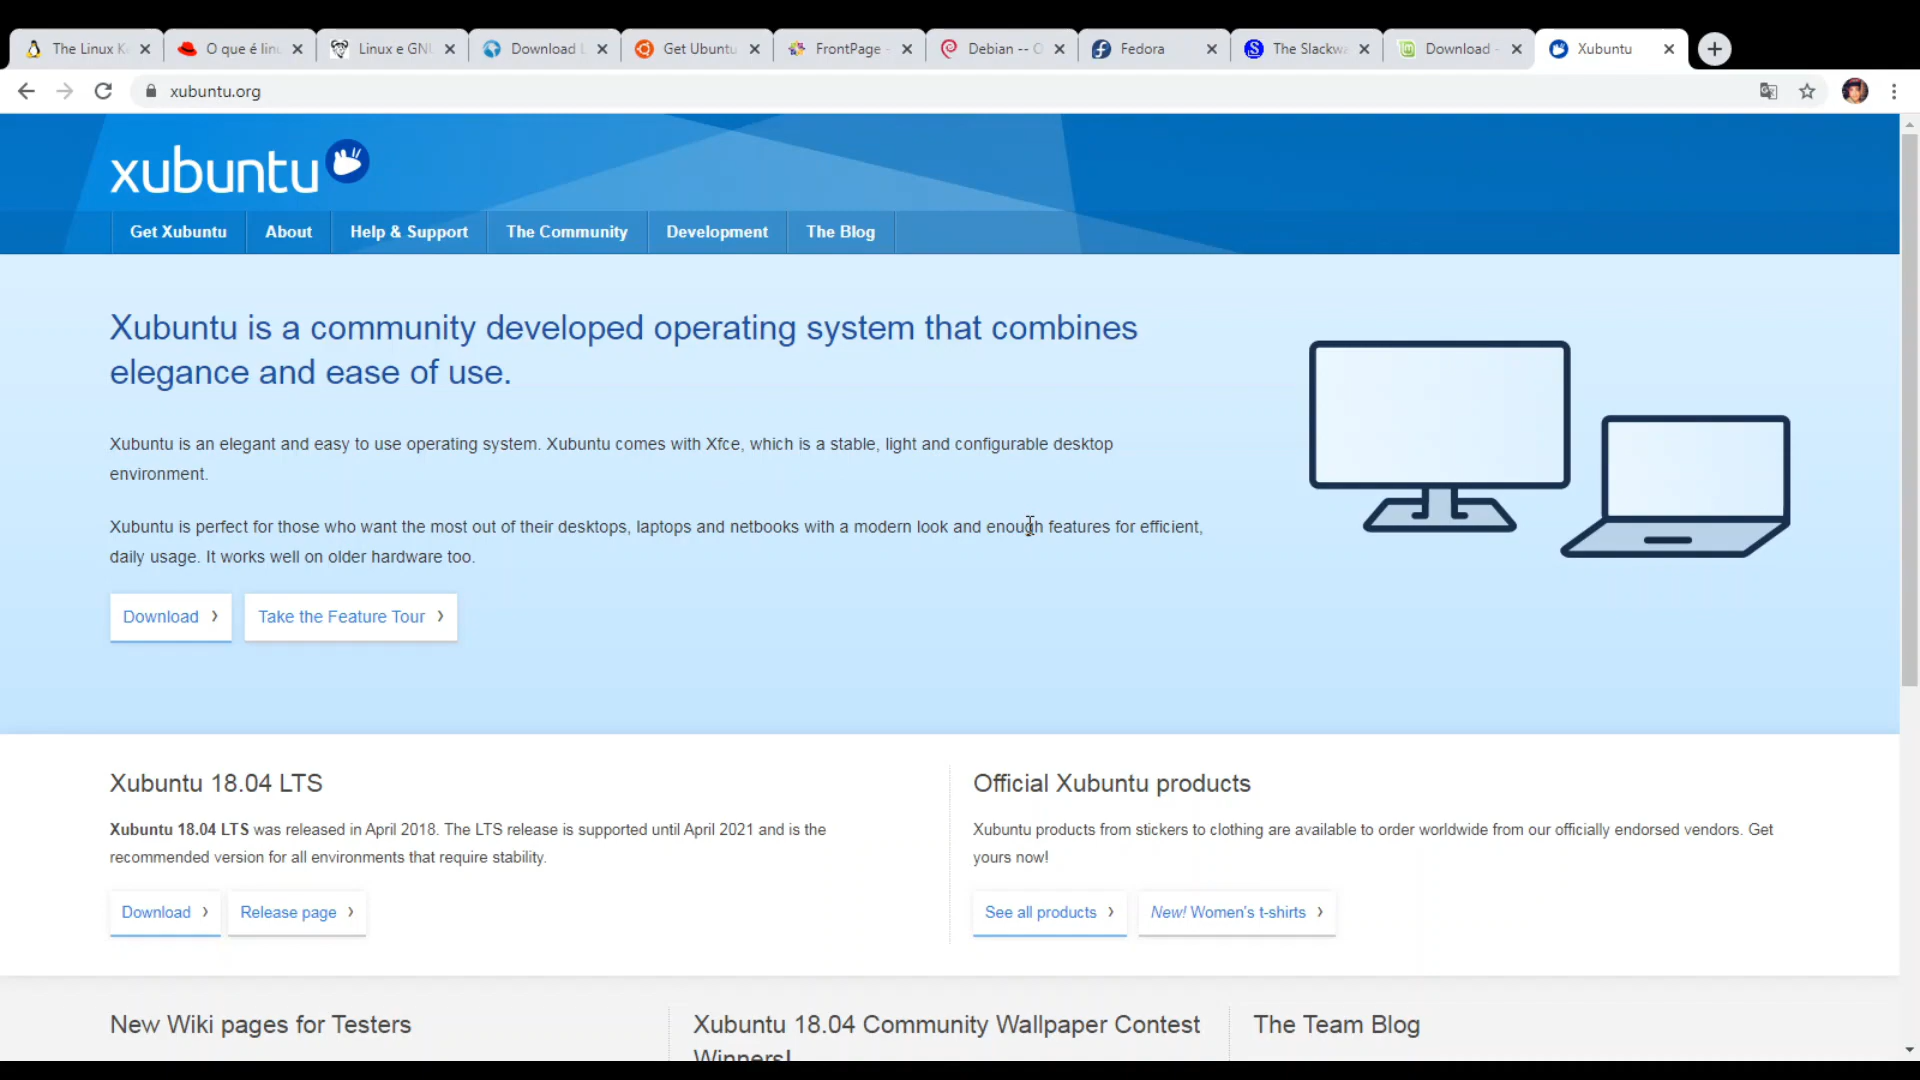 The Linux K
O que é lin
Linux e GNU
Download L
Get Ubuntu
FrontPage -
Debian -- O
Fedora
The Slackwa
Download -
Xubuntu
xubuntu.org
xubuntu
Get Xubuntu
About
Help & Support
The Community
Development
The Blog
Xubuntu is a community developed operating system that combines
elegance and ease of use.
Xubuntu is an elegant and easy to use operating system. Xubuntu comes with Xfce, which is a stable, light and configurable desktop
environment.
Xubuntu is perfect for those who want the most out of their desktops, laptops and netbooks with a modern look and enough features for efficient,
daily usage. It works well on older hardware too.
Download ›
Take the Feature Tour ›
Xubuntu 18.04 LTS
Xubuntu 18.04 LTS was released in April 2018. The LTS release is supported until April 2021 and is the
recommended version for all environments that require stability.
Download ›
Release page ›
Official Xubuntu products
Xubuntu products from stickers to clothing are available to order worldwide from our officially endorsed vendors. Get
yours now!
See all products ›
New! Women's t-shirts ›
New Wiki pages for Testers
Xubuntu 18.04 Community Wallpaper Contest
Winners!
The Team Blog